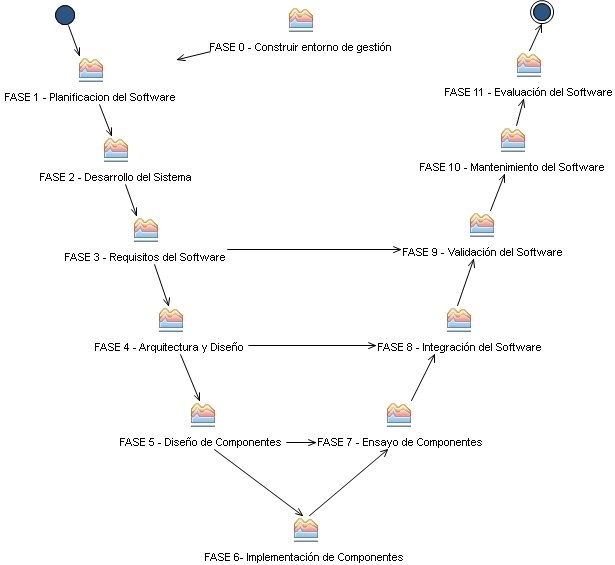 FASE 0 - Construir entorno de gestión
FASE 1 - Planificacion del Software
FASE 11 - Evaluación del Software
FASE 2 - Desarrollo del Sistema
FASE 10 - Mantenimiento del Software
FASE 3 - Requisitos del Software
FASE 9 - Validación del Software
FASE 4 - Arquitectura y Diseño
FASE 8 - Integración del Software
FASE 5 - Diseño de Componentes
FASE 7 - Ensayo de Componentes
FASE 6- Implementación de Componentes